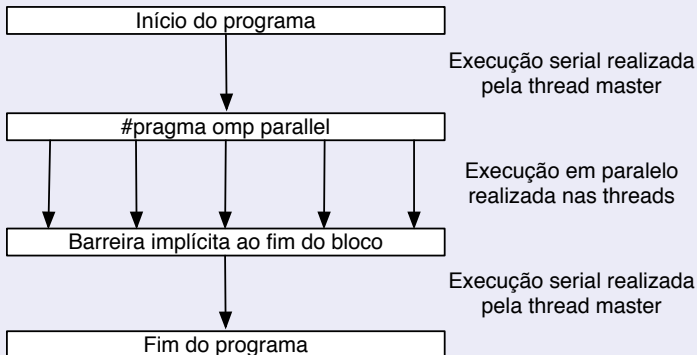 Início do programa
Execução serial realizada
pela thread master
#pragma omp parallel
Execução em paralelo
realizada nas threads
Barreira implícita ao fim do bloco
Execução serial realizada
pela thread master
Fim do programa